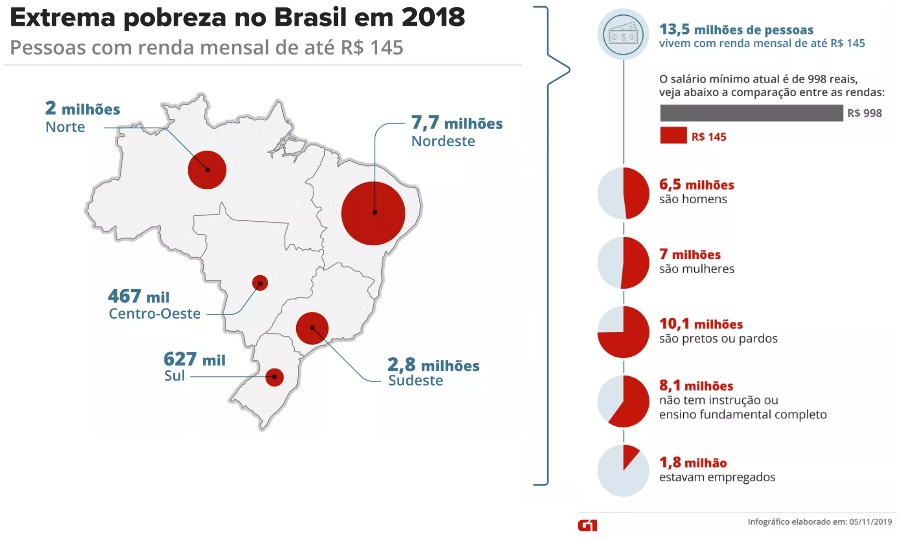 Extrema pobreza no Brasil em 2018
Pessoas com renda mensal de até R$ 145
2 milhões
Norte
7,7 milhões
Nordeste
467 mil
Centro-Oeste
627 mil
Sul
2,8 milhões
Sudeste
13,5 milhões de pessoas
vivem com renda mensal de até R$ 145
O salário mínimo atual é de 998 reais,
veja abaixo a comparação entre as rendas:
R$ 998
R$ 145
6,5 milhões
são homens
7 milhões
são mulheres
10,1 milhões
são pretos ou pardos
8,1 milhões
não tem instrução ou
ensino fundamental completo
1,8 milhão
estavam empregados
G1
Infográfico elaborado em: 05/11/2019